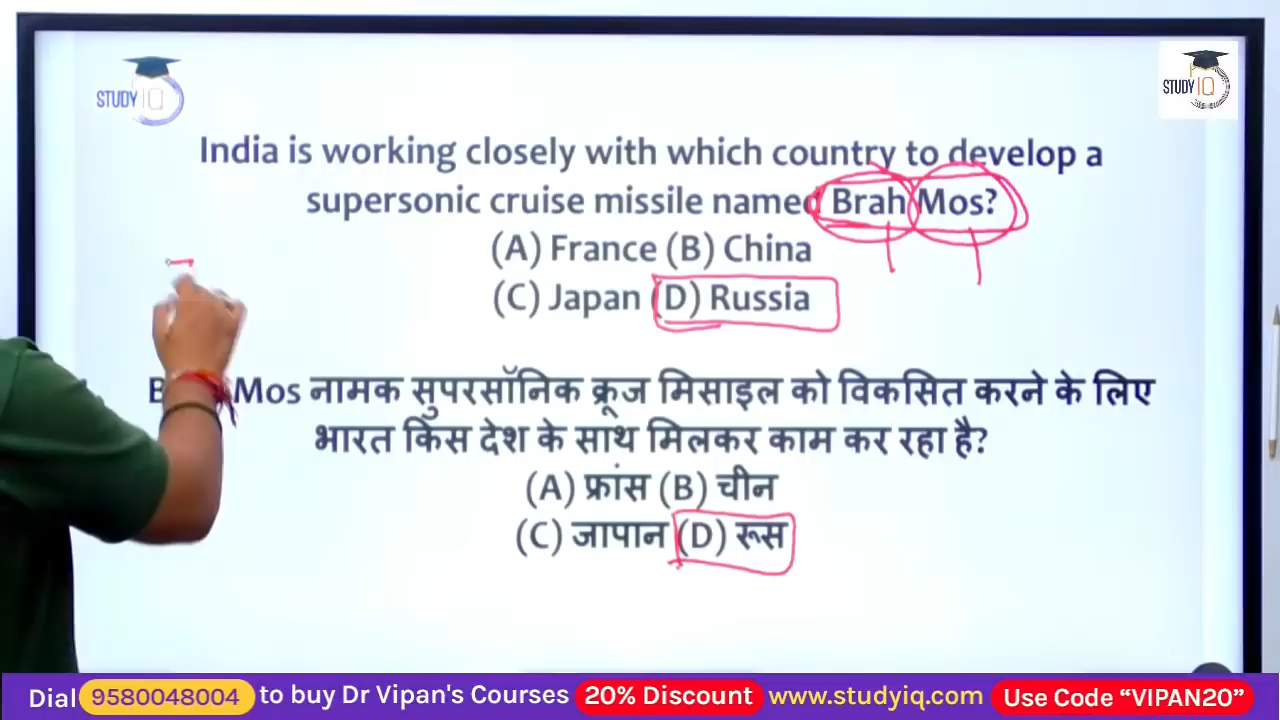 STUDY IQ
STUDY IQ
India is working closely with which country to develop a
supersonic cruise missile named BrahMos?
(A) France (B) China
(C) Japan (D) Russia
Mos नामक सुपरसॉनिक क्रूज मिसाइल को विकसित करने के लिए
भारत किस देश के साथ मिलकर काम कर रहा है?
(A) फ्रांस (B) चीन
(C) जापान (D) रूस
Dial 9580048004 to buy Dr Vipan's Courses 20% Discount www.studyiq.com Use Code “VIPAN20”